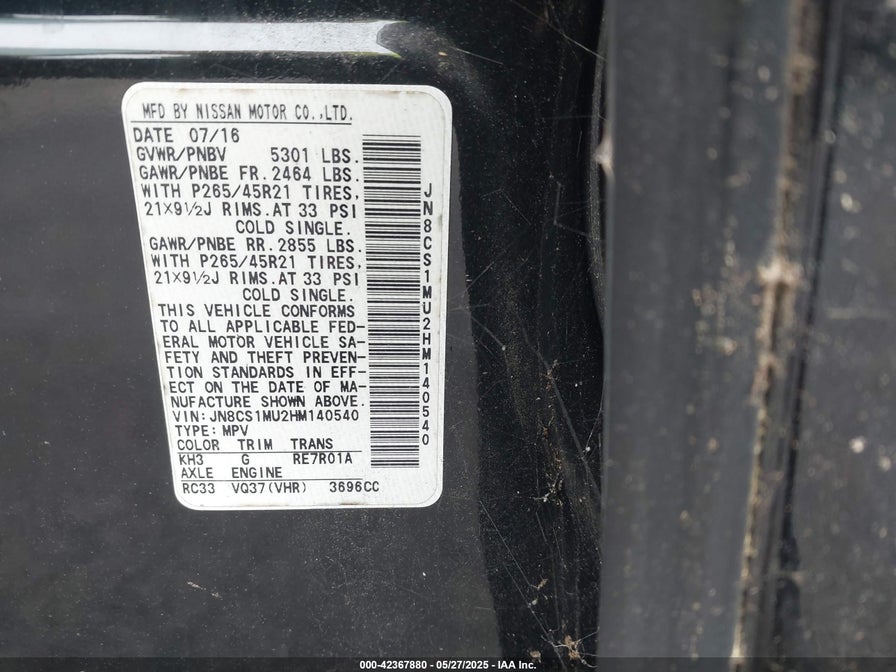 MFD BY NISSAN MOTOR CO.,LTD.
DATE 07/16
GVWR/PNBV 5301 LBS.
GAWR/PNBE FR. 2464 LBS.
WITH P265/45R21 TIRES,
21X9½J RIMS.AT 33 PSI
COLD SINGLE.
GAWR/PNBE RR. 2855 LBS.
WITH P265/45R21 TIRES,
21X9½J RIMS.AT 33 PSI
COLD SINGLE.
THIS VEHICLE CONFORMS
TO ALL APPLICABLE FED-
ERAL MOTOR VEHICLE SA-
FETY AND THEFT PREVEN-
TION STANDARDS IN EFF-
ECT ON THE DATE OF MA-
NUFACTURE SHOWN ABOVE.
VIN:JN8CS1MU2HM140540
TYPE:MPV
COLOR TRIM TRANS
KH3 G RE7R01A
AXLE ENGINE
RC33 VQ37(VHR) 3696CC
JN8CS1MU2HM140540
000-42367880 - 05/27/2025 - IAA Inc.